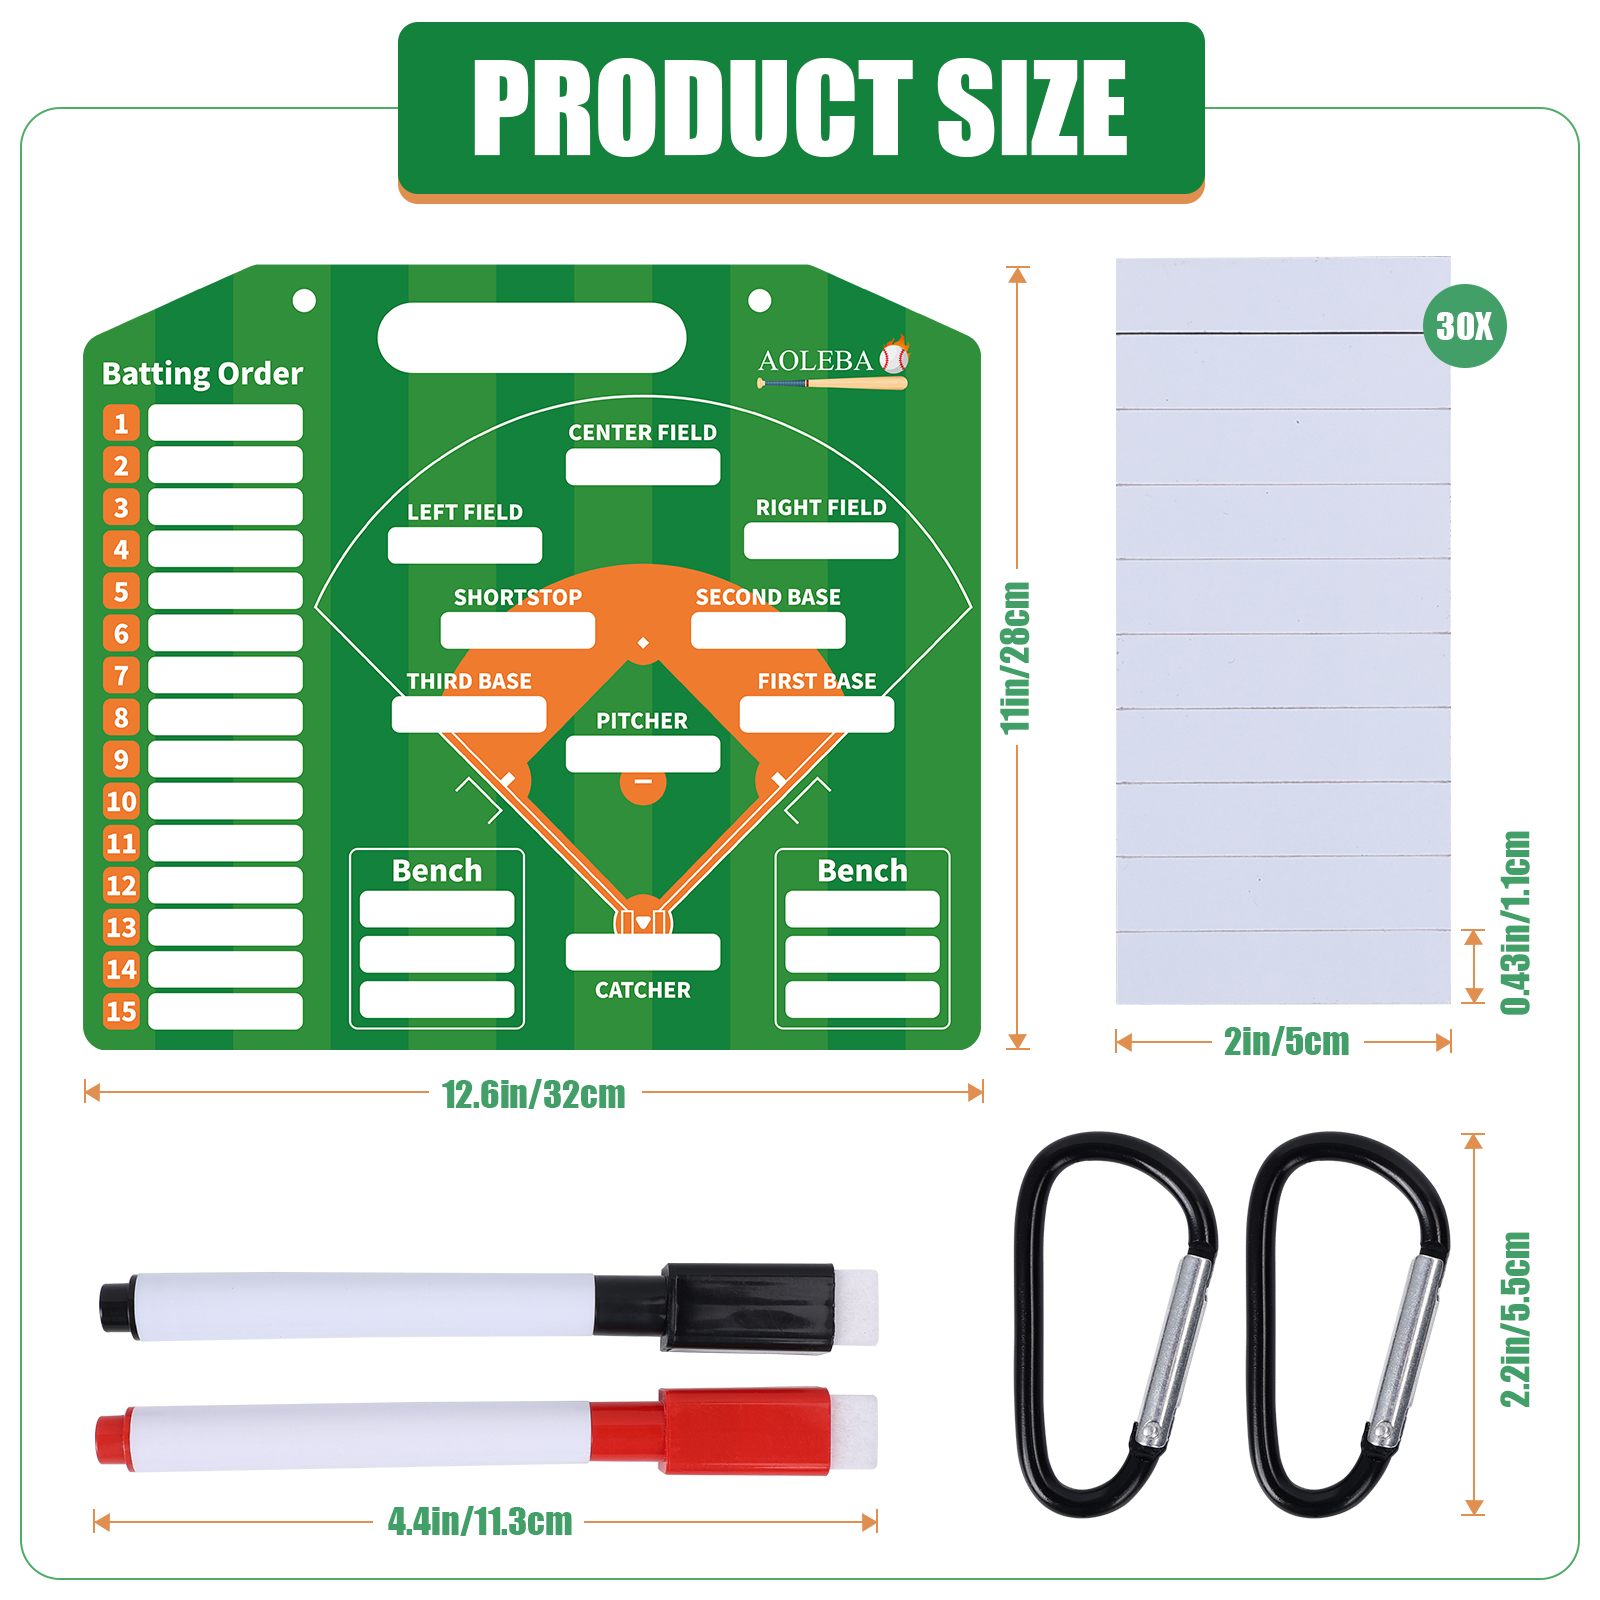 PRODUCT SIZE
Batting Order
1
2
3
4
5
6
7
8
9
10
11
12
13
14
15
AOLEBA
CENTER FIELD
LEFT FIELD
RIGHT FIELD
SHORTSTOP
SECOND BASE
THIRD BASE
FIRST BASE
PITCHER
Bench
Bench
CATCHER
11in/28cm
12.6in/32cm
30X
0.43in/1.1cm
2in/5cm
4.4in/11.3cm
2.2in/5.5cm